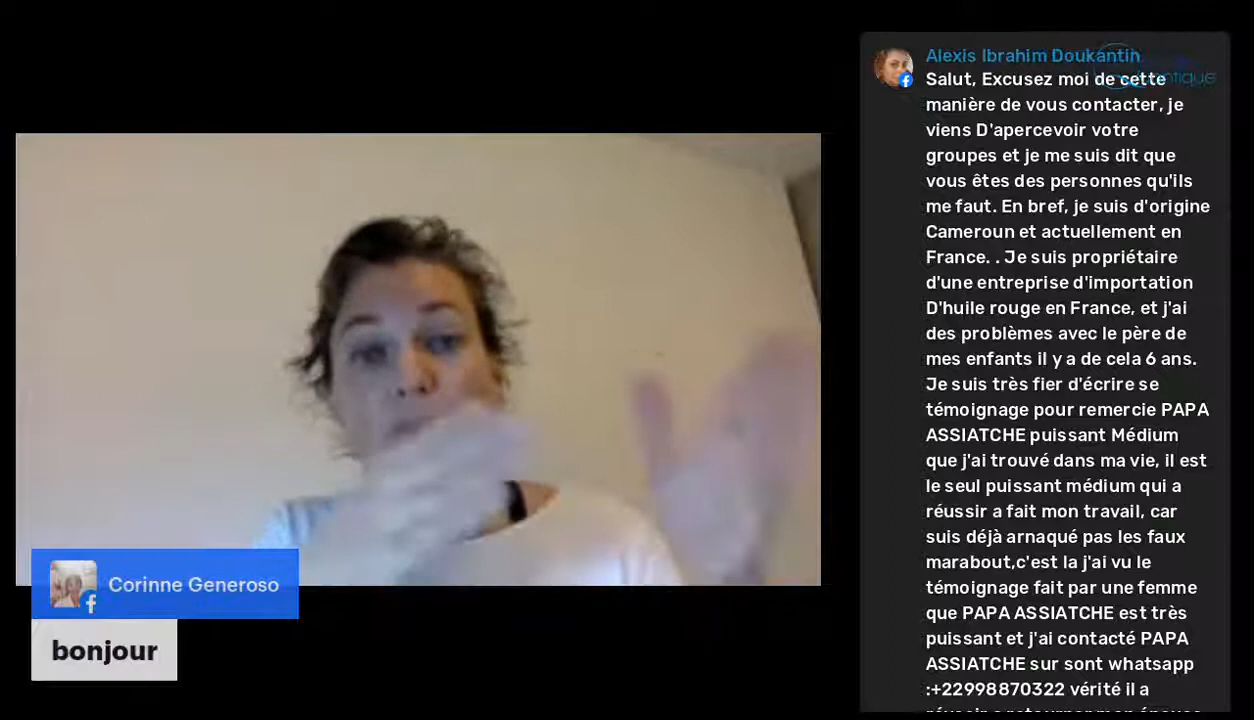 Alexis Ibrahim Doukantin
Salut, Excusez moi de cette
manière de vous contacter, je
viens D'apercevoir votre
groupes et je me suis dit que
vous êtes des personnes qu'ils
me faut. En bref, je suis d'origine
Cameroun et actuellement en
France. . Je suis propriétaire
d'une entreprise d'importation
D'huile rouge en France, et j'ai
des problèmes avec le père de
mes enfants il y a de cela 6 ans.
Je suis très fier d'écrire se
témoignage pour remercie PAPA
ASSIATCHE puissant Médium
que j'ai trouvé dans ma vie, il est
le seul puissant médium qui a
réussir a fait mon travail, car
suis déjà arnaqué pas les faux
marabout,c'est la j'ai vu le
témoignage fait par une femme
que PAPA ASSIATCHE est très
puissant et j'ai contacté PAPA
ASSIATCHE sur sont whatsapp
:+22998870322 vérité il a
Corinne Generoso
bonjour